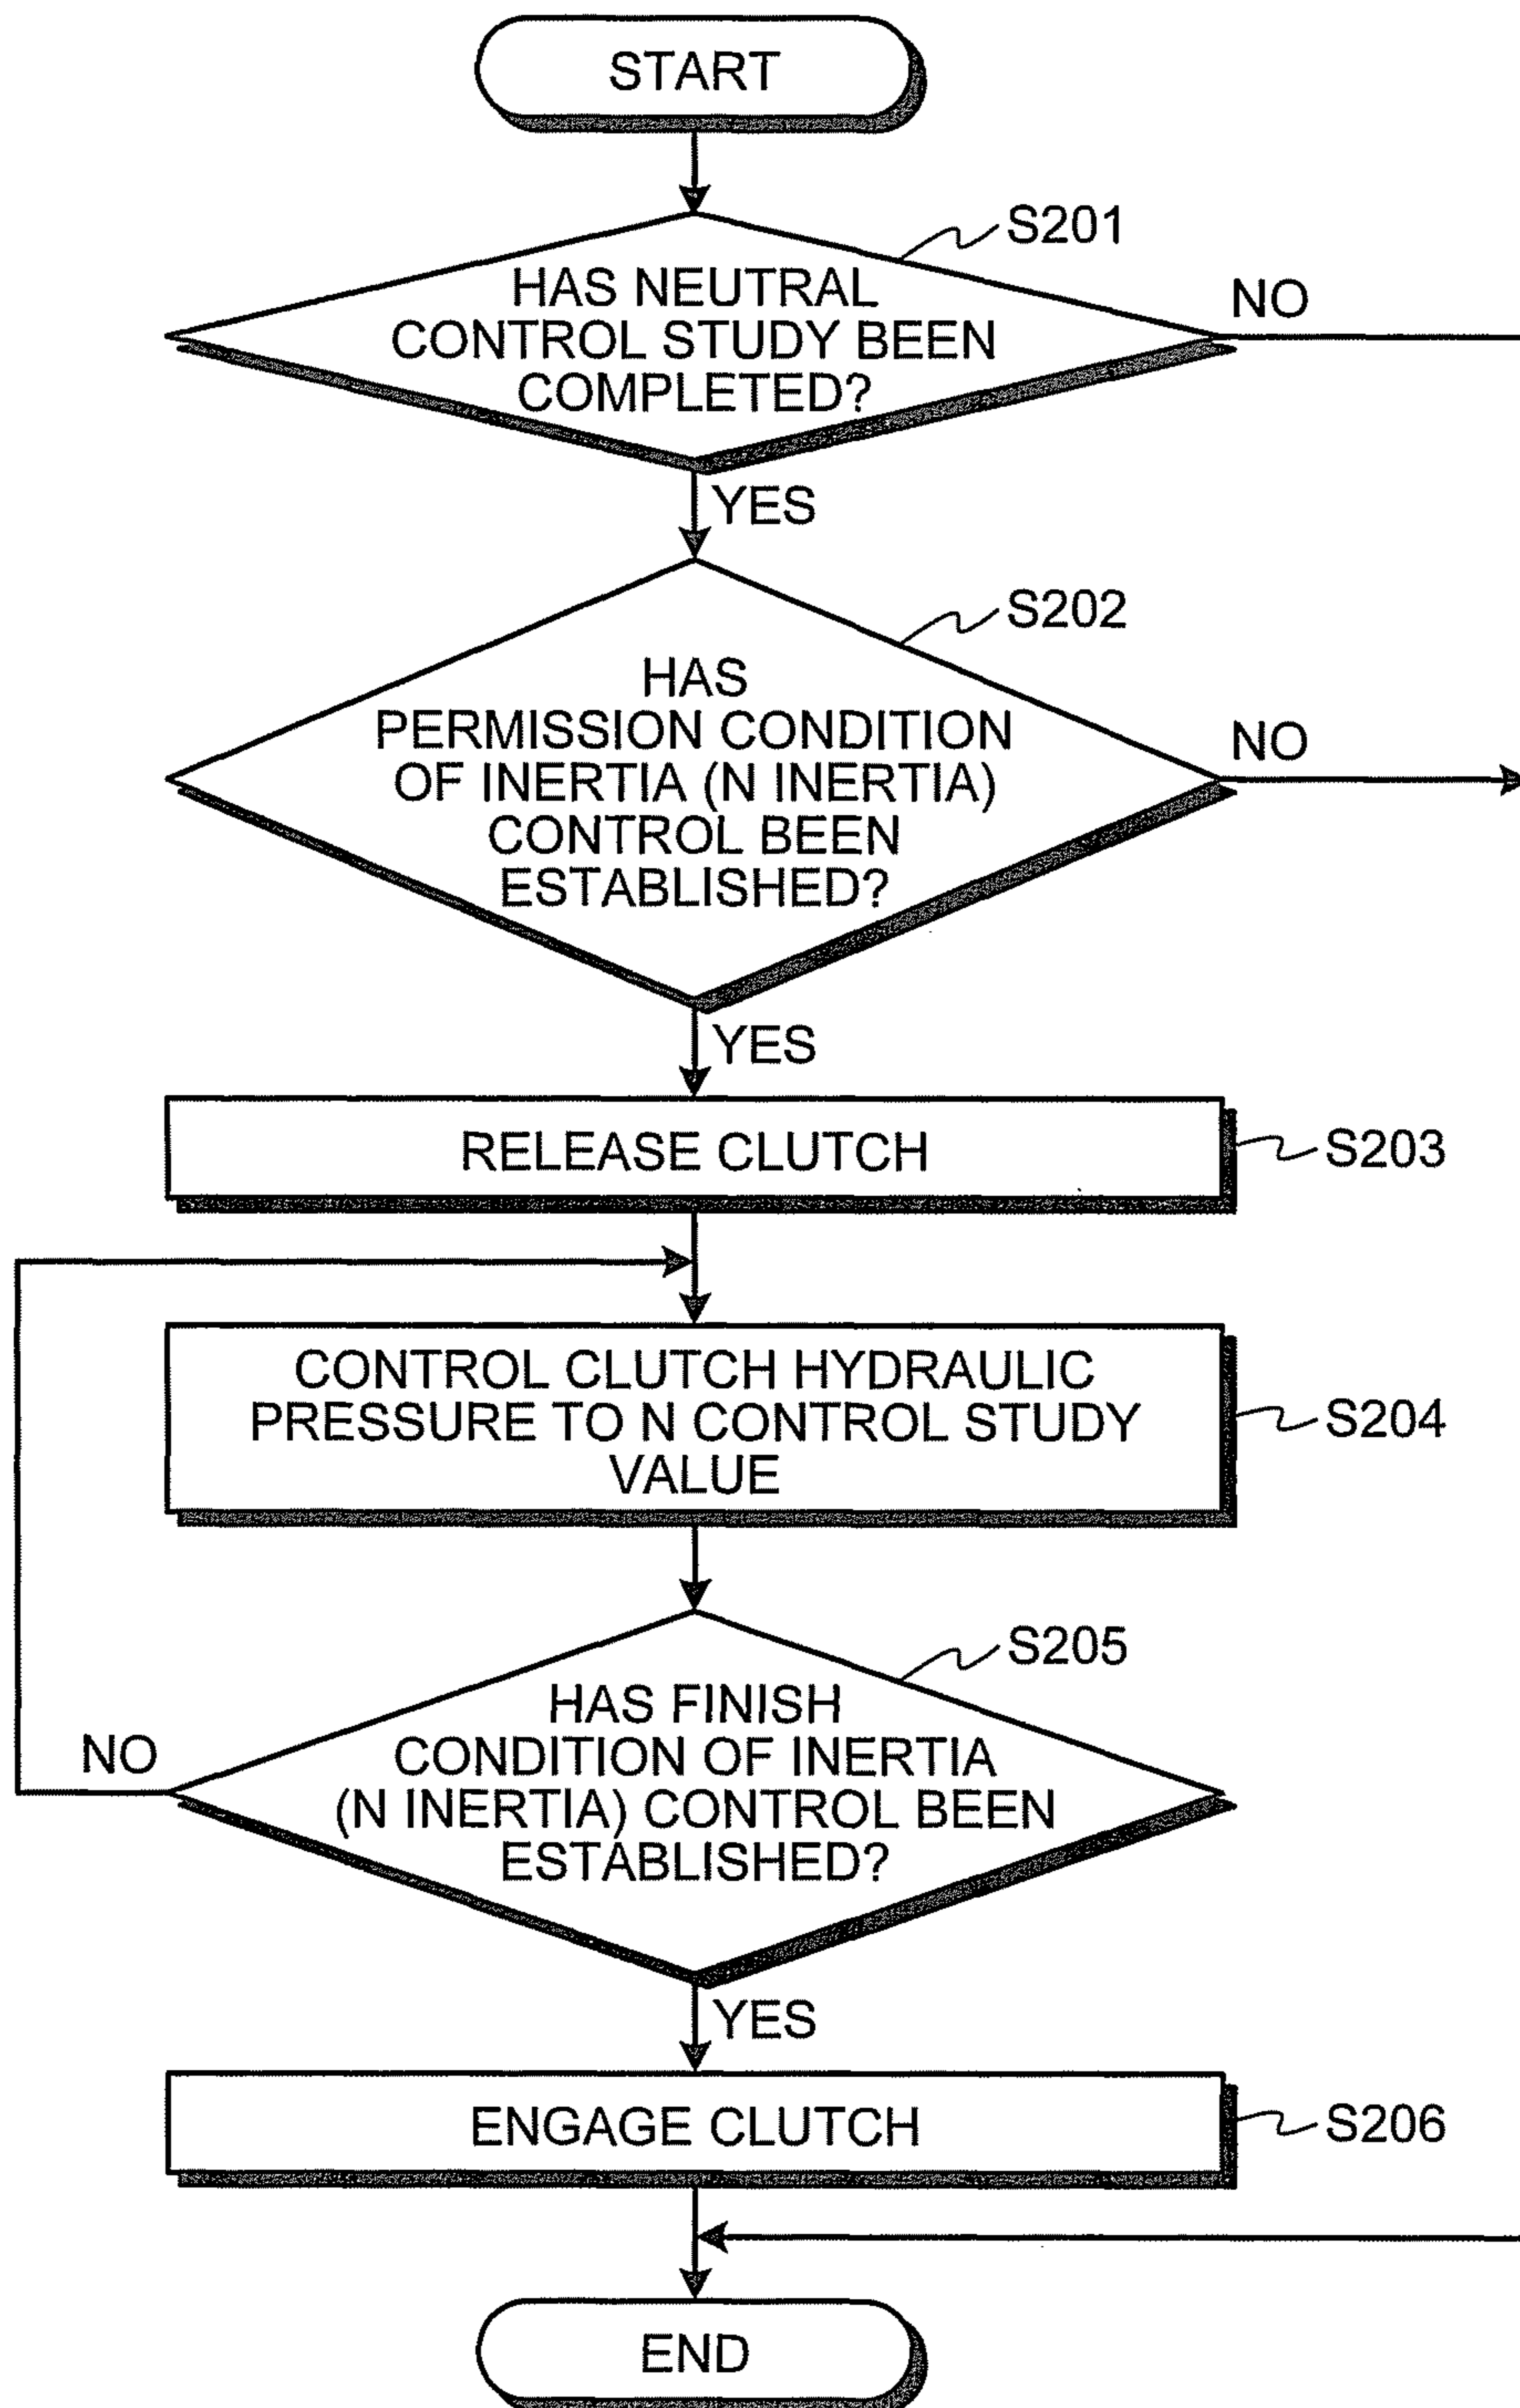 START
S201
HAS NEUTRAL
CONTROL STUDY BEEN
COMPLETED?
NO
YES
S202
HAS
PERMISSION CONDITION
OF INERTIA (N INERTIA)
CONTROL BEEN
ESTABLISHED?
NO
YES
RELEASE CLUTCH
S203
CONTROL CLUTCH HYDRAULIC
PRESSURE TO N CONTROL STUDY
VALUE
S204
S205
HAS FINISH
CONDITION OF INERTIA
(N INERTIA) CONTROL BEEN
ESTABLISHED?
NO
YES
ENGAGE CLUTCH
S206
END